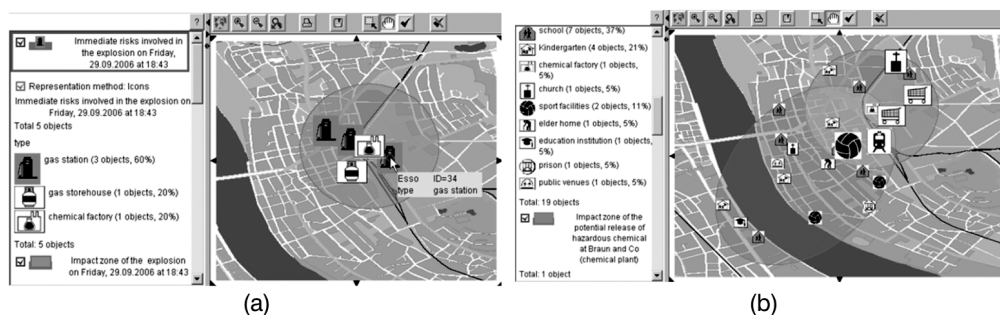 ?
Immediate risks involved in
the explosion on Friday,
29.09.2006 at 18:43
Representation method: Icons
Immediate risks involved in the
explosion on Friday, 29.09.2006 at
18:43
Total 5 objects
type
gas station (3 objects, 60%)
gas storehouse (1 objects, 20%)
chemical factory (1 objects, 20%)
Total: 5 objects
Impact zone of the explosion
on Friday, 29.09.2006 at 18:43
Esso ID=34
type gas station
(a)
?
school (7 objects, 37%)
Kindergarten (4 objects, 21%)
chemical factory (1 objects,
5%)
church (1 objects, 5%)
sport facilities (2 objects, 11%)
elder home (1 objects, 5%)
education institution (1 objects,
5%)
prison (1 objects, 5%)
public venues (1 objects, 5%)
Total: 19 objects
Impact zone of the
potential release of
hazardous chemical
at Braun and Co
(chemical plant)
Total: 1 object
(b)